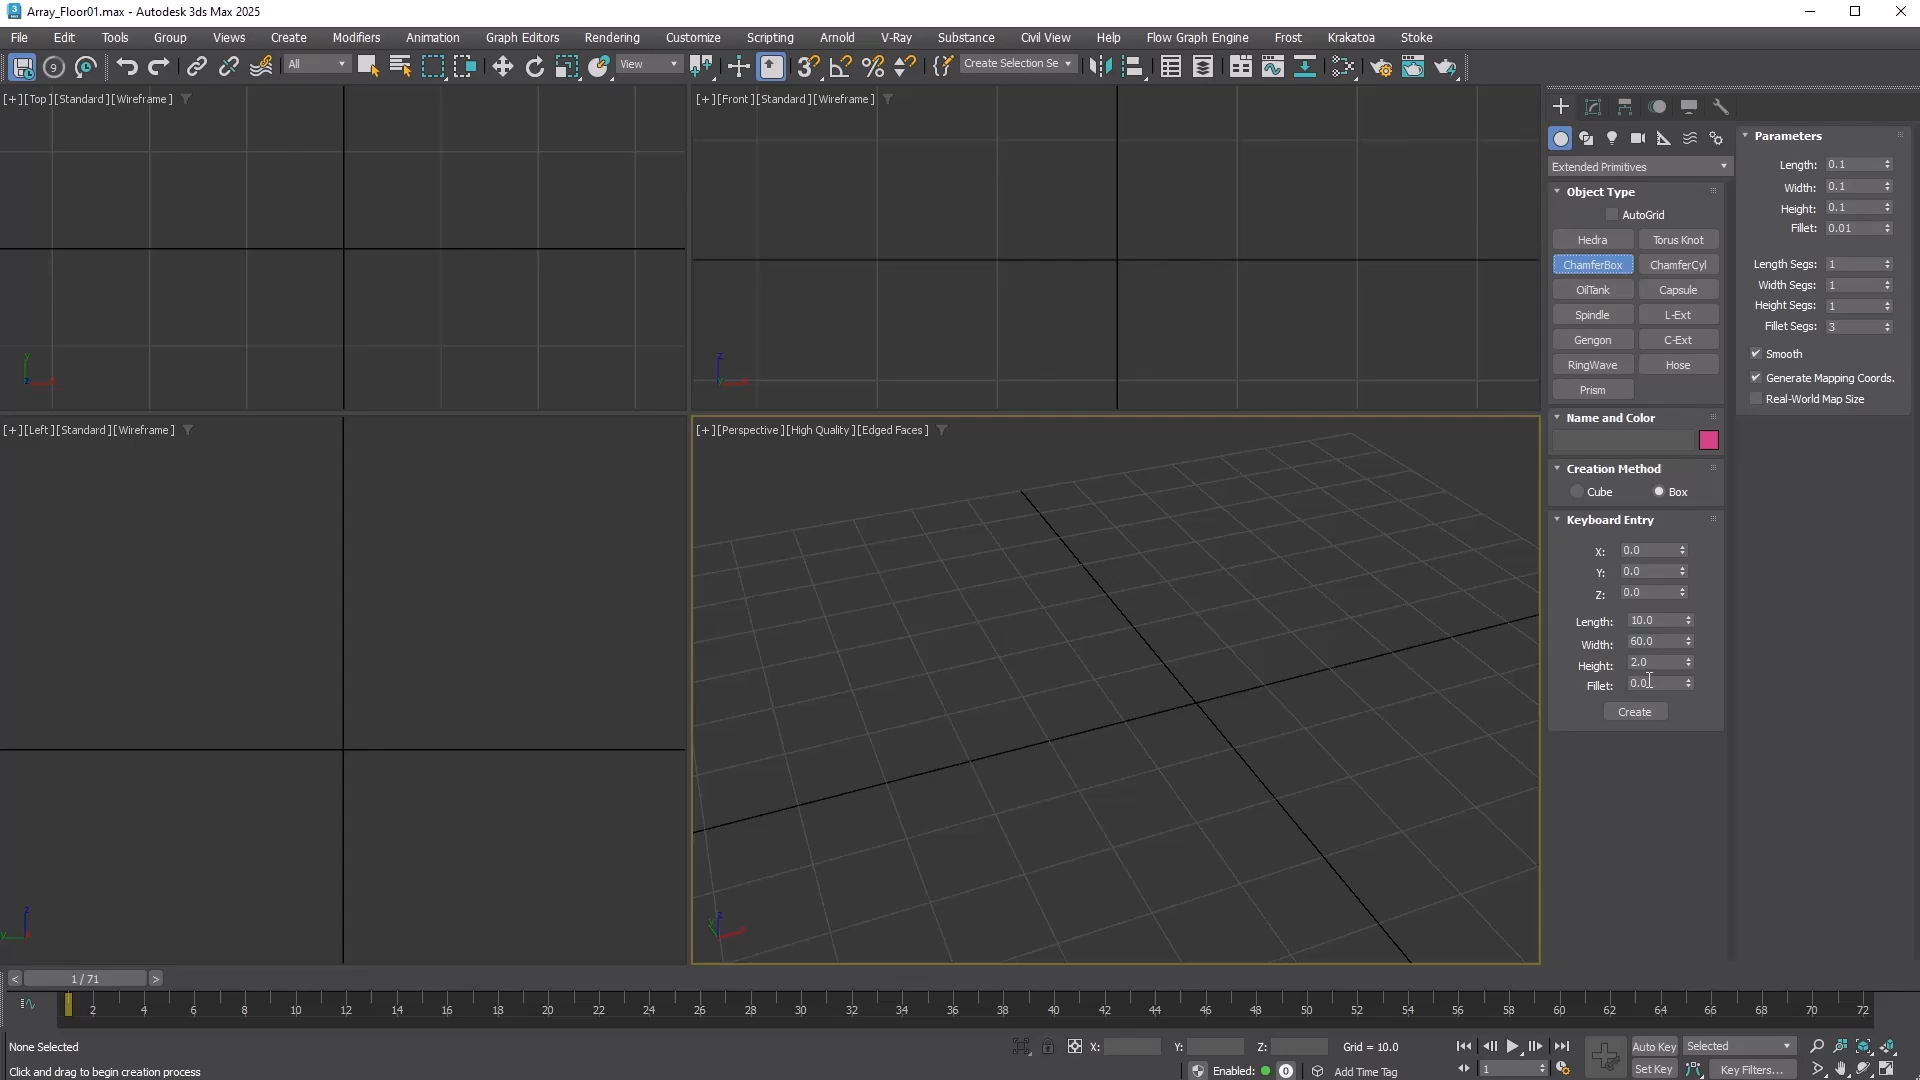 Array_Floor01.max - Autodesk 3ds Max 2025
File Edit Tools Group Views Create Modifiers Animation Graph Editors Rendering Customize Scripting Arnold V-Ray Substance Civil View Help Flow Graph Engine Frost Krakatoa Stoke
All View Create Selection Se
[+][Top][Standard][Wireframe]
[+][Front][Standard][Wireframe]
[+][Left][Standard][Wireframe]
[+][Perspective][High Quality][Edged Faces]
Extended Primitives
Object Type
AutoGrid
Hedra Torus Knot
ChamferBox ChamferCyl
OilTank Capsule
Spindle L-Ext
Gengon C-Ext
RingWave Hose
Prism
Name and Color
Creation Method
Cube Box
Keyboard Entry
X: 0.0
Y: 0.0
Z: 0.0
Length: 10.0
Width: 60.0
Height: 2.0
Fillet: 0.0
Create
Parameters
Length: 0.1
Width: 0.1
Height: 0.1
Fillet: 0.01
Length Segs: 1
Width Segs: 1
Height Segs: 1
Fillet Segs: 3
Smooth
Generate Mapping Coords.
Real-World Map Size
< 1 / 71 >
2 4 6 8 10 12 14 16 18 20 22 24 26 28 30 32 34 36 38 40 42 44 46 48 50 52 54 56 58 60 62 64 66 68 70 72
None Selected X: Y: Z: Grid = 10.0 Auto Key Selected
Click and drag to begin creation process Enabled: 0 Add Time Tag 1 Set Key Key Filters...